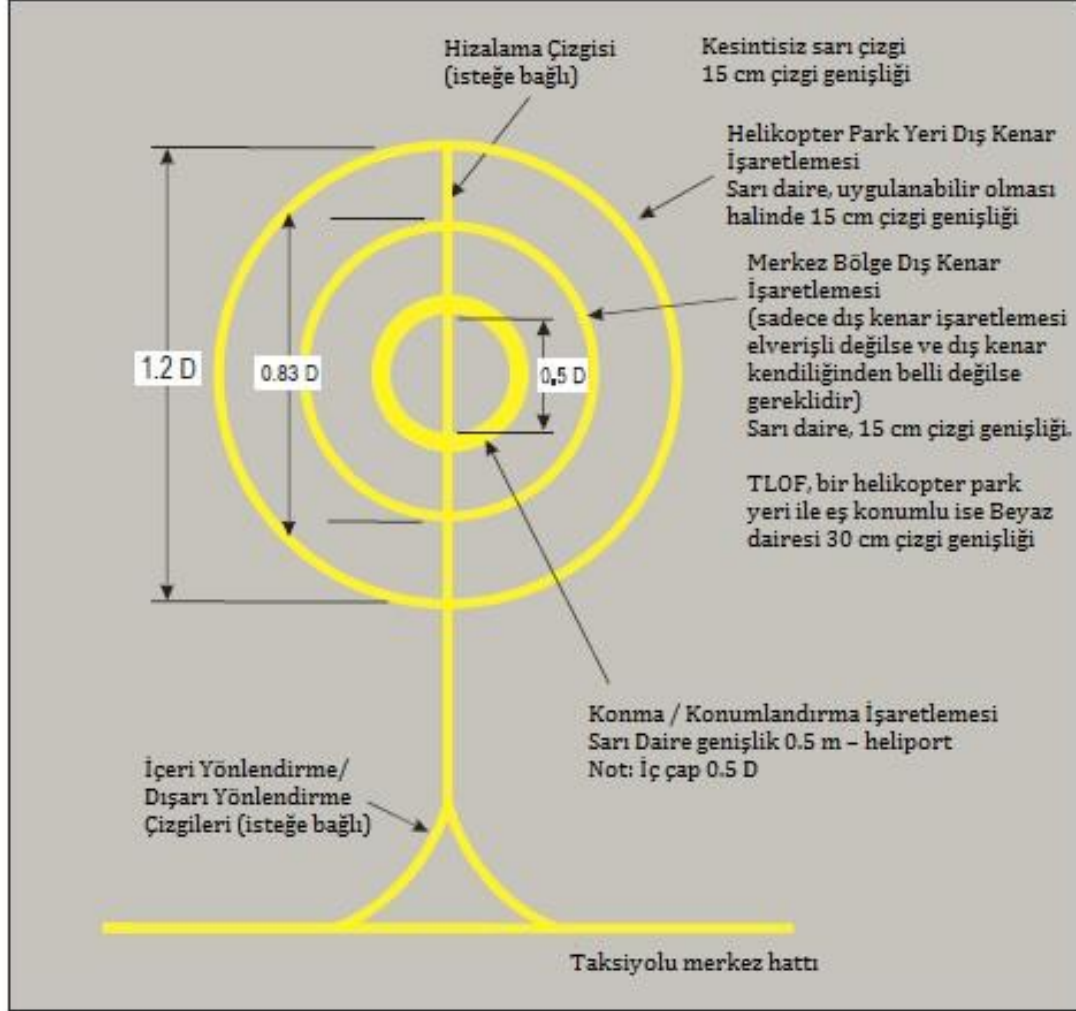 Hizalama Çizgisi
(isteğe bağlı)
Kesintisiz sarı çizgi
15 cm çizgi genişliği
Helikopter Park Yeri Dış Kenar
İşaretlemesi
Sarı daire, uygulanabilir olması
halinde 15 cm çizgi genişliği
Merkez Bölge Dış Kenar
İşaretlemesi
(sadece dış kenar işaretlemesi
elverişli değilse ve dış kenar
kendiliğinden belli değilse
gereklidir)
Sarı daire, 15 cm çizgi genişliği.
1.2 D
0.83 D
0,5 D
TLOF, bir helikopter park
yeri ile eş konumlu ise Beyaz
dairesi 30 cm çizgi genişliği
Konma / Konumlandırma İşaretlemesi
Sarı Daire genişlik 0.5 m – heliport
Not: İç çap 0.5 D
İçeri Yönlendirme/
Dışarı Yönlendirme
Çizgileri (isteğe bağlı)
Taksiyolu merkez hattı